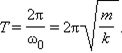 T = 2π/ω₀ = 2π√(m/k) .